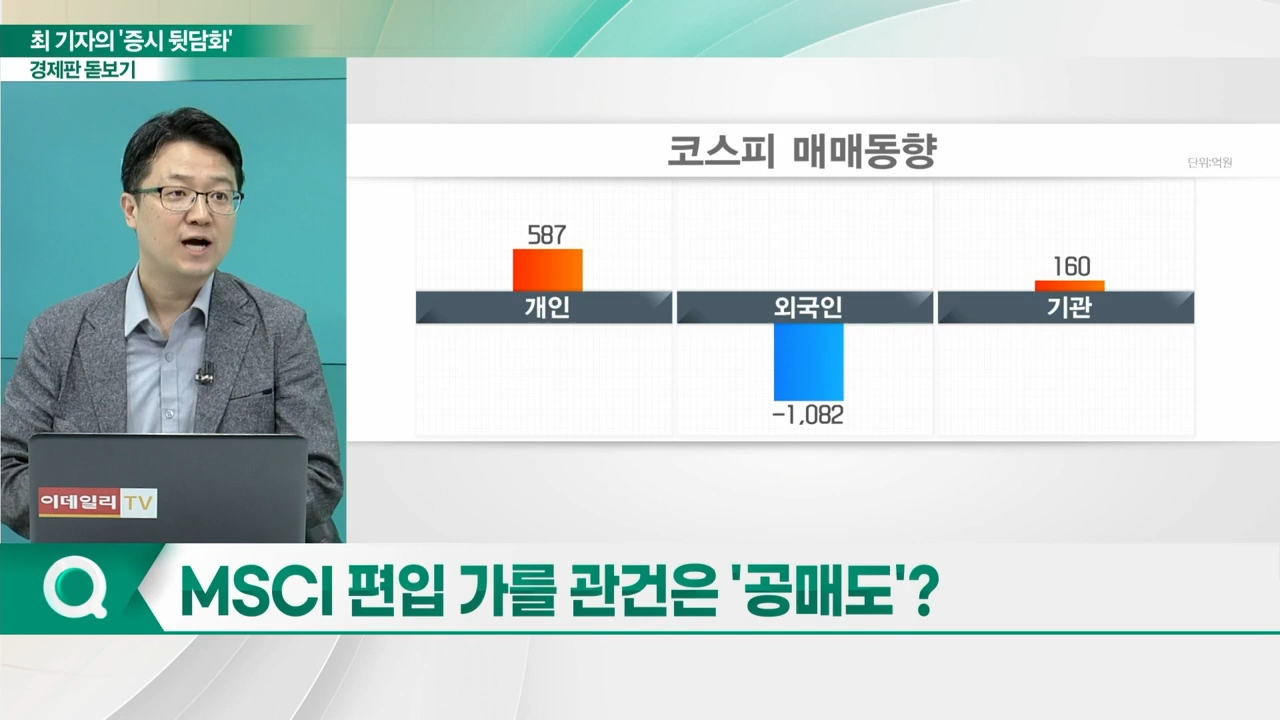 최 기자의 '증시 뒷담화'
경제판 돋보기
코스피 매매동향
단위:억원
587
160
개인
외국인
기관
-1,082
이데일리 TV
MSCI 편입 가를 관건은 '공매도'?